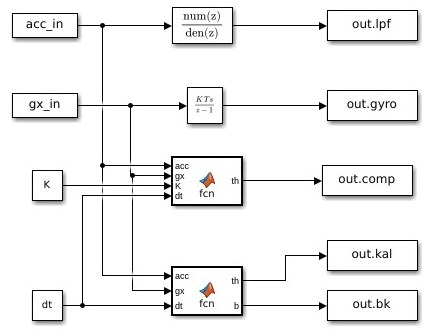 acc_in
num(z)
den(z)
out.lpf
gx_in
K Ts
z-1
out.gyro
K
acc
gx
K
dt
fcn
th
out.comp
acc
gx
dt
fcn
th
b
out.kal
dt
out.bk